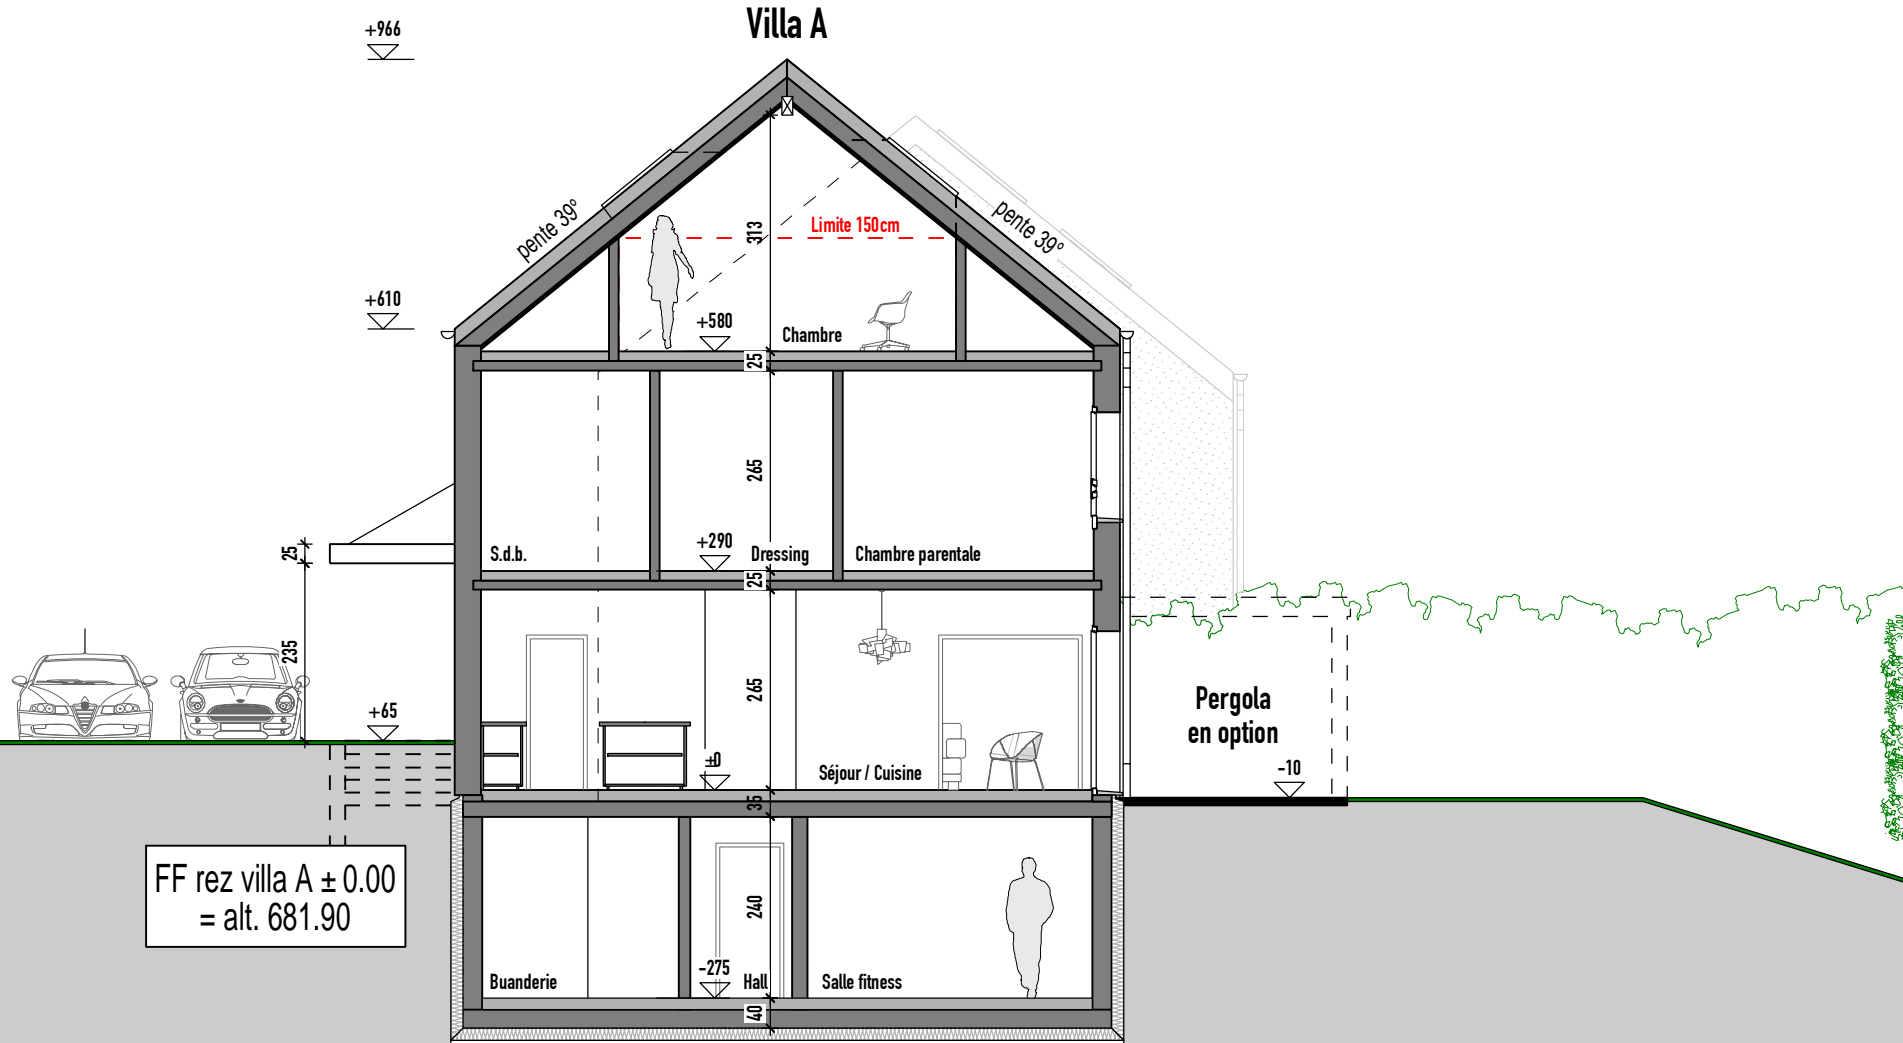 Villa A
+966
pente 39°
pente 39°
313
Limite 150cm
+610
+580
Chambre
25
265
+290
S.d.b.
Dressing
Chambre parentale
25
25
235
265
+65
±0
Séjour / Cuisine
Pergola
en option
-10
35
FF rez villa A ± 0.00
= alt. 681.90
240
-275
Buanderie
Hall
Salle fitness
40